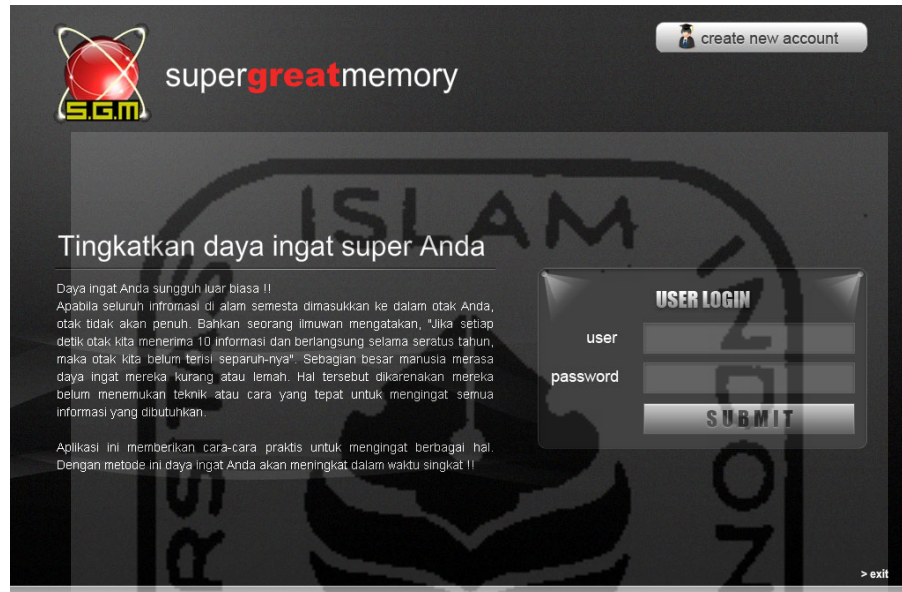 create new account
S.G.M
supergreatmemory
ISLAM
Tingkatkan daya ingat super Anda
Daya ingat Anda sungguh luar biasa !!
Apabila seluruh infromasi di alam semesta dimasukkan ke dalam otak Anda,
otak tidak akan penuh. Bahkan seorang ilmuwan mengatakan, "Jika setiap
detik otak kita menerima 10 informasi dan berlangsung selama seratus tahun,
maka otak kita belum terisi separuh-nya". Sebagian besar manusia merasa
daya ingat mereka kurang atau lemah. Hal tersebut dikarenakan mereka
belum menemukan teknik atau cara yang tepat untuk mengingat semua
informasi yang dibutuhkan.
Aplikasi ini memberikan cara-cara praktis untuk mengingat berbagai hal.
Dengan metode ini daya ingat Anda akan meningkat dalam waktu singkat !!
USER LOGIN
user
password
SUBMIT
RSITAS
INDON
> exit